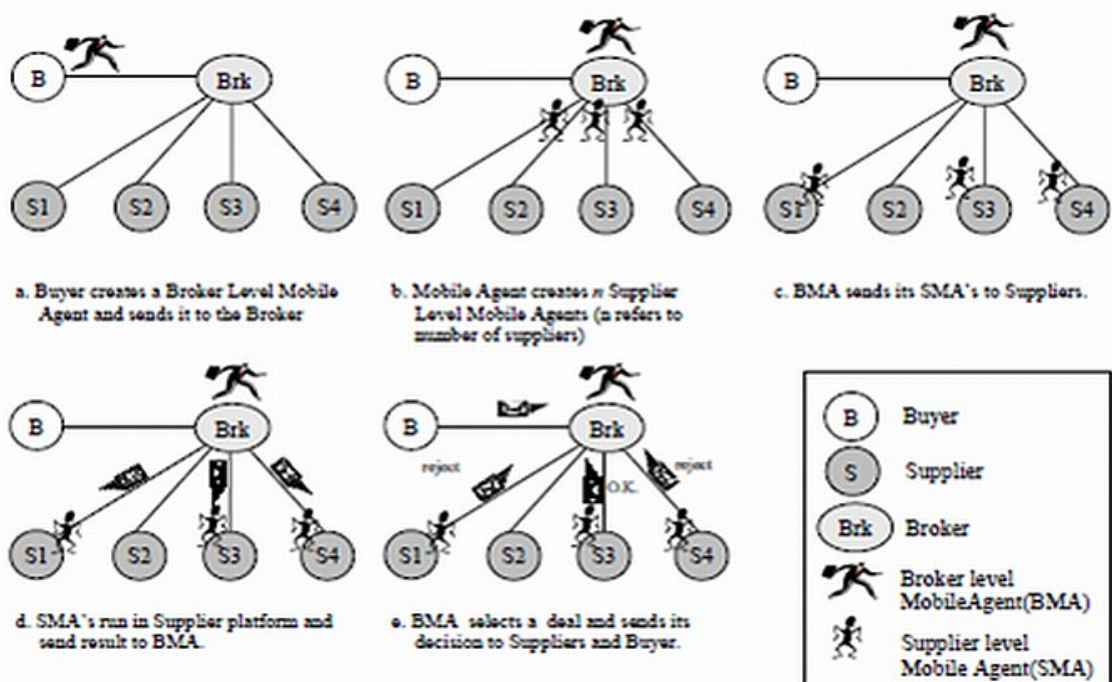 B
Brk
S1
S2
S3
S4
a. Buyer creates a Broker Level Mobile
Agent and sends it to the Broker
B
Brk
S1
S2
S3
S4
b. Mobile Agent creates n Supplier
Level Mobile Agents (n refers to
number of suppliers)
B
Brk
S1
S2
S3
S4
c. BMA sends its SMA's to Suppliers.
B
Brk
S1
S2
S3
S4
d. SMA's run in Supplier platform and
send result to BMA.
B
Brk
reject
O.K.
reject
S1
S2
S3
S4
e. BMA selects a deal and sends its
decision to Suppliers and Buyer.
B Buyer
S Supplier
Brk Broker
Broker level
MobileAgent(BMA)
Supplier level
Mobile Agent(SMA)